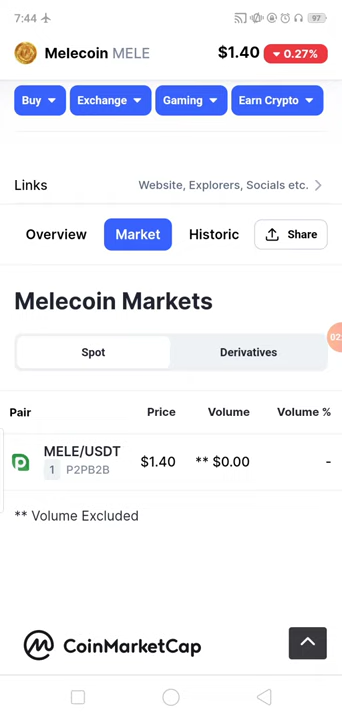 7:44
97
Melecoin MELE
$1.40
0.27%
Buy
Exchange
Gaming
Earn Crypto
Links
Website, Explorers, Socials etc.
Overview
Market
Historic
Share
Melecoin Markets
Spot
Derivatives
02
Pair
Price
Volume
Volume %
MELE/USDT
1 P2PB2B
$1.40
** $0.00
-
** Volume Excluded
CoinMarketCap